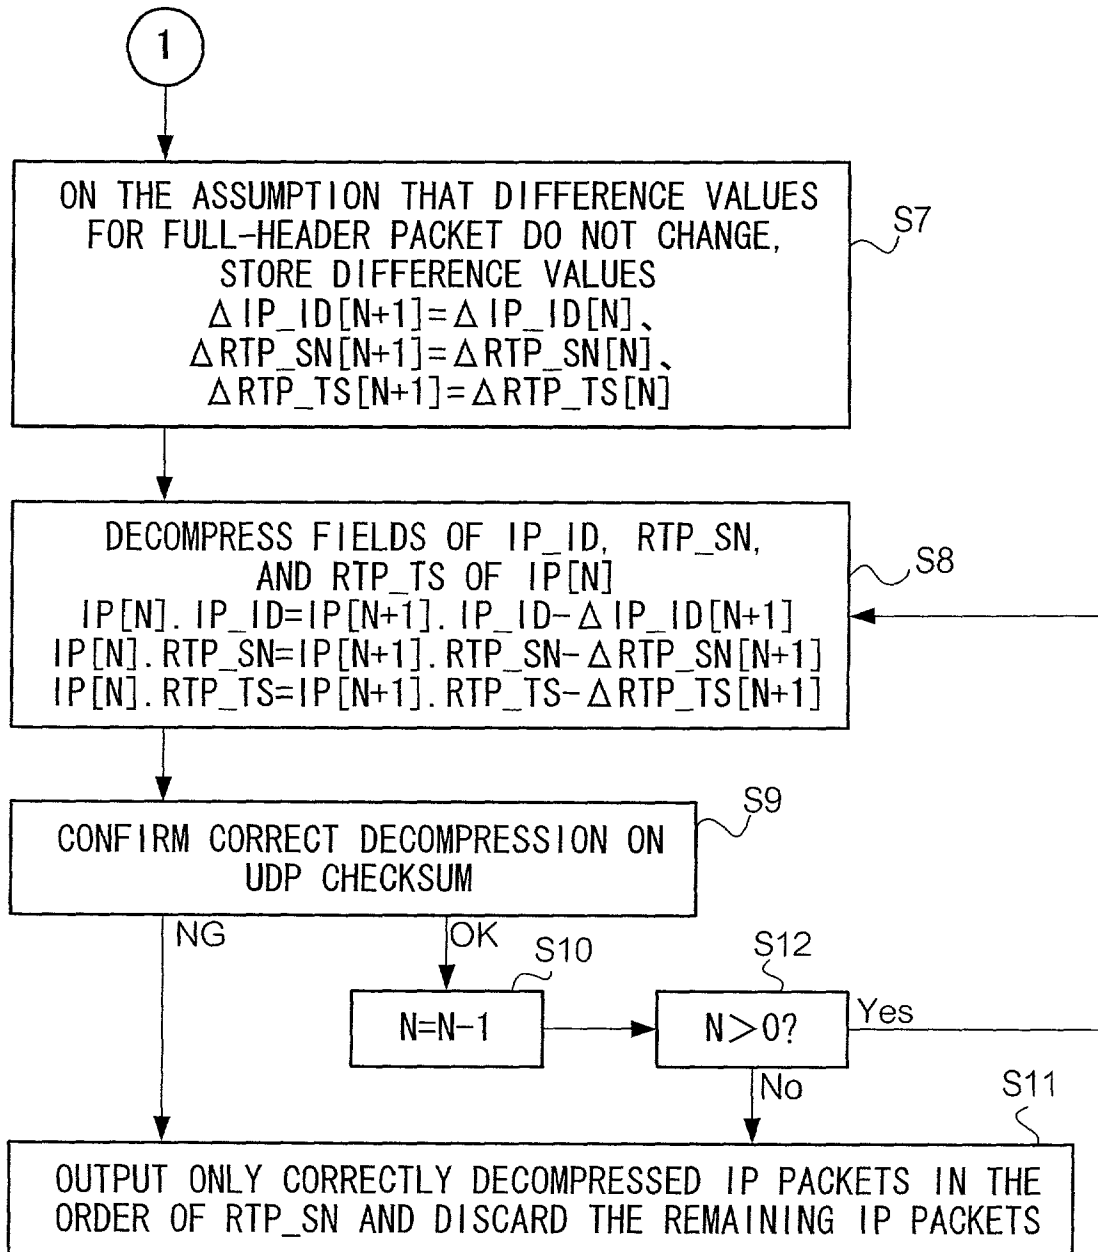 1
ON THE ASSUMPTION THAT DIFFERENCE VALUES
FOR FULL-HEADER PACKET DO NOT CHANGE,
STORE DIFFERENCE VALUES
ΔIP_ID[N+1]=ΔIP_ID[N]、
ΔRTP_SN[N+1]=ΔRTP_SN[N]、
ΔRTP_TS[N+1]=ΔRTP_TS[N]
S7
DECOMPRESS FIELDS OF IP_ID, RTP_SN,
AND RTP_TS OF IP[N]
IP[N]. IP_ID=IP[N+1]. IP_ID-ΔIP_ID[N+1]
IP[N]. RTP_SN=IP[N+1]. RTP_SN-ΔRTP_SN[N+1]
IP[N]. RTP_TS=IP[N+1]. RTP_TS-ΔRTP_TS[N+1]
S8
CONFIRM CORRECT DECOMPRESSION ON
UDP CHECKSUM
S9
NG
OK
S10
N=N-1
S12
N>0?
Yes
No
S11
OUTPUT ONLY CORRECTLY DECOMPRESSED IP PACKETS IN THE
ORDER OF RTP_SN AND DISCARD THE REMAINING IP PACKETS